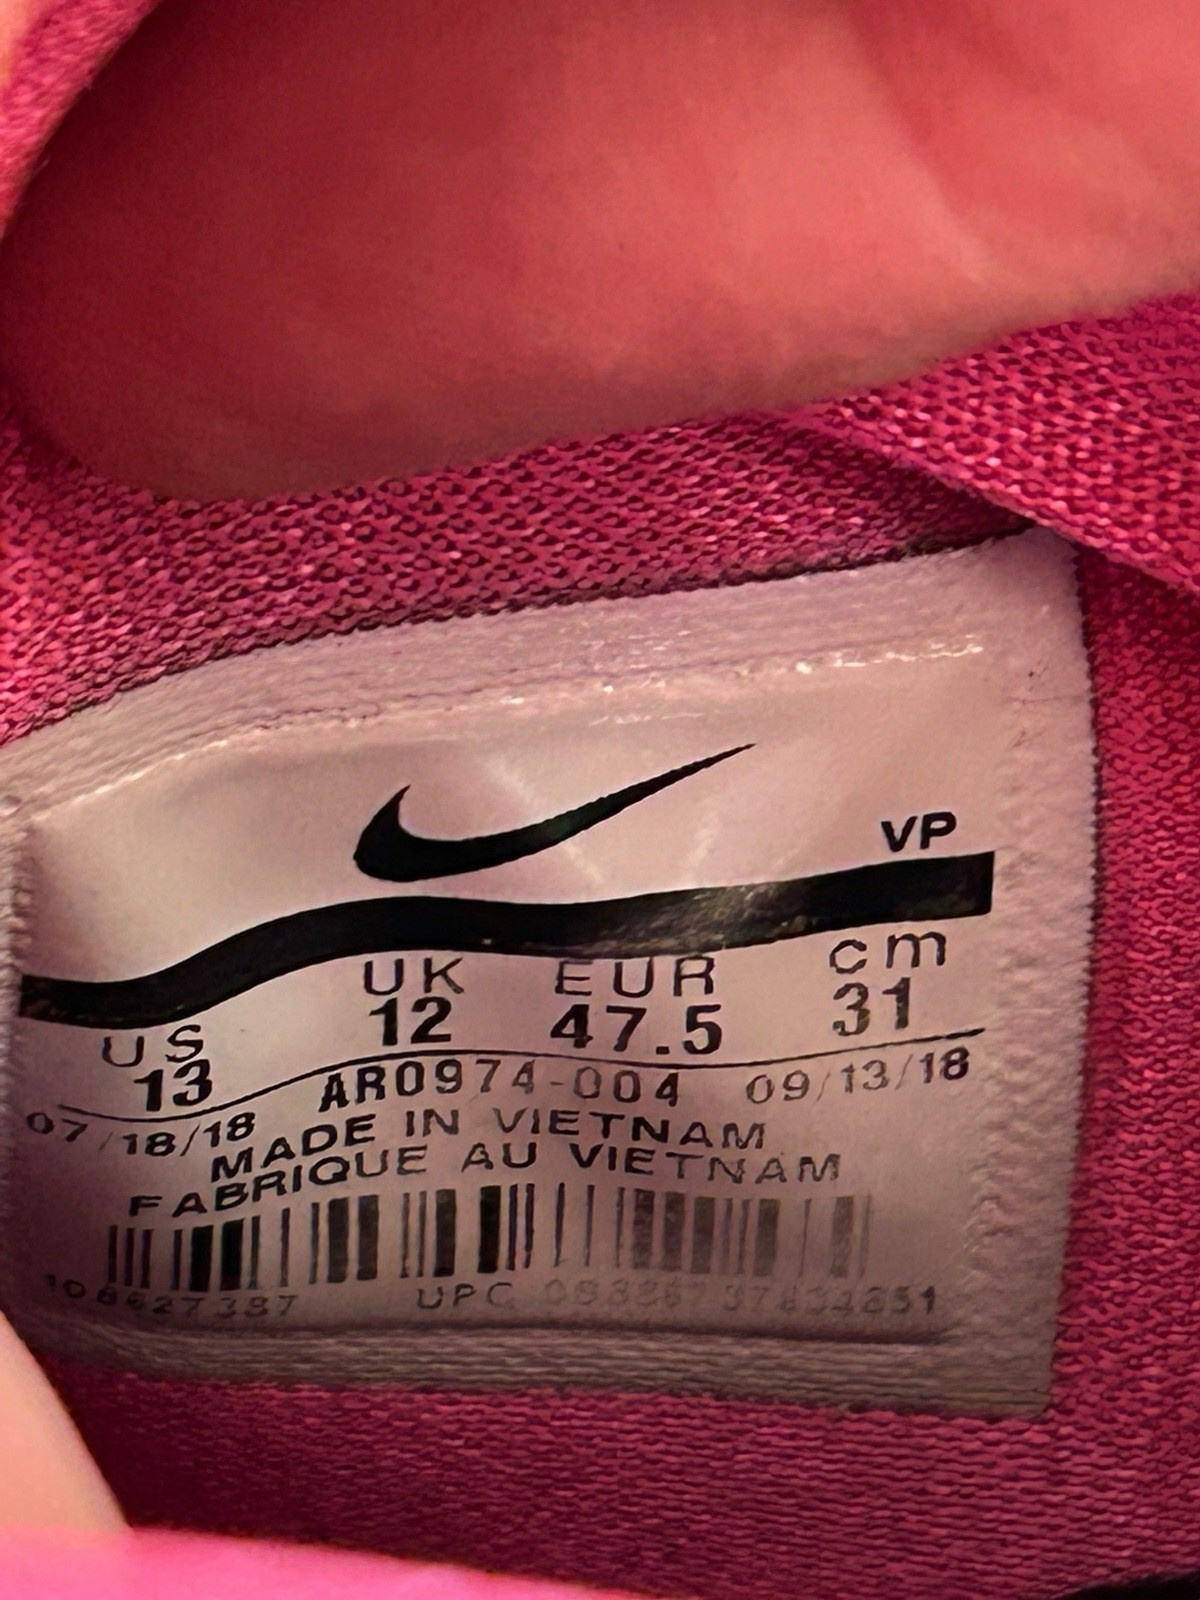 VP
US UK EUR cm
13 12 47.5 31
07/18/18 AR0974-004 09/13/18
MADE IN VIETNAM
FABRIQUE AU VIETNAM
UPC